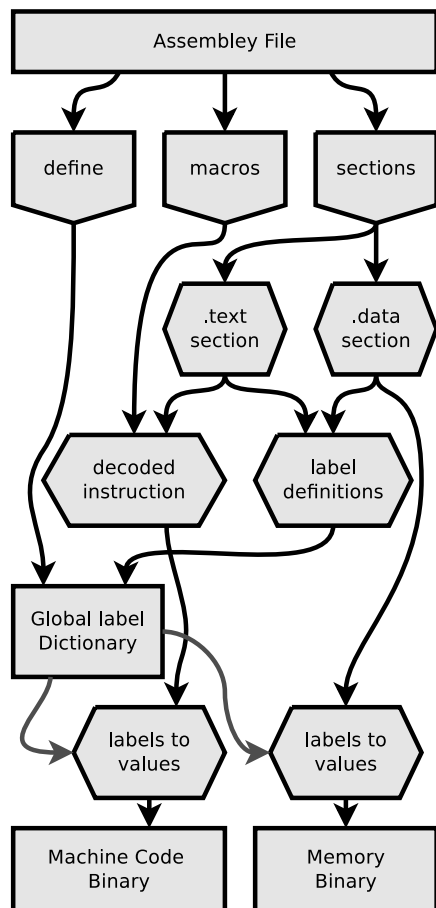 Assembley File
define
macros
sections
.text
section
.data
section
decoded
instruction
label
definitions
Global label
Dictionary
labels to
values
labels to
values
Machine Code
Binary
Memory
Binary